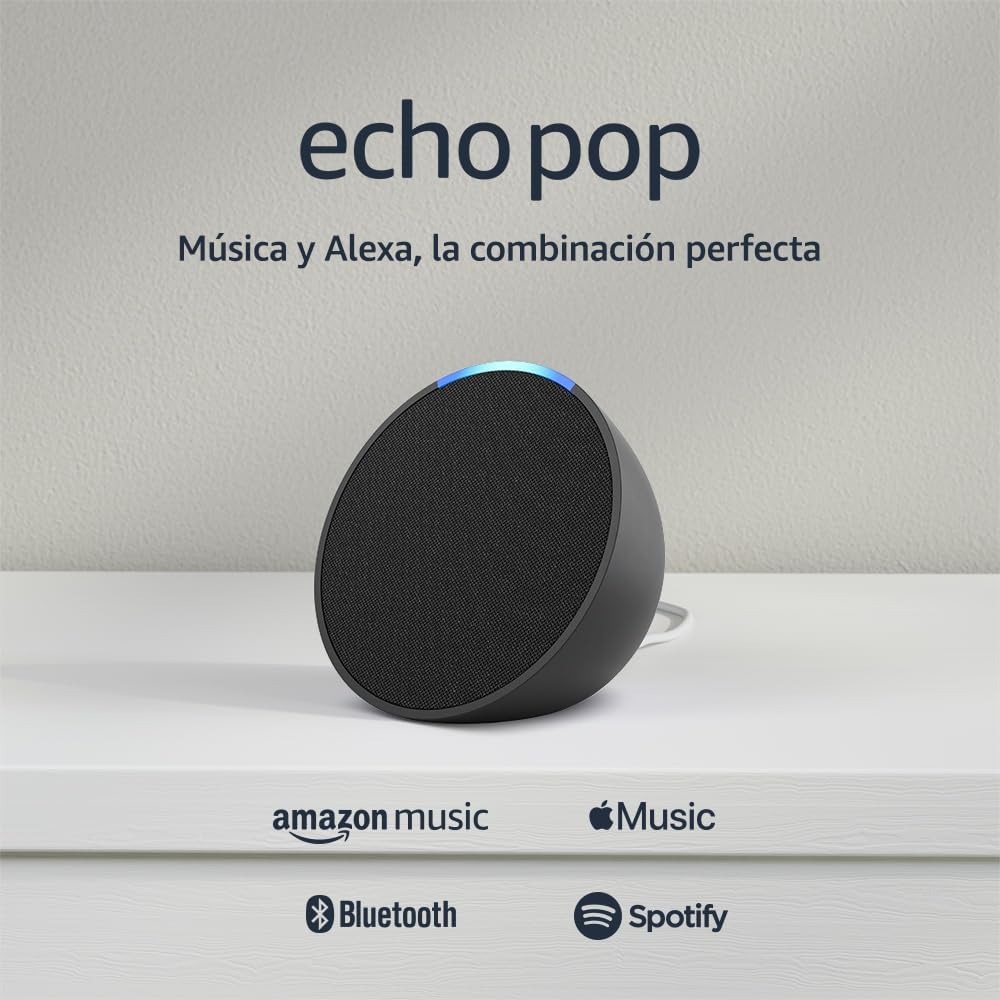 echo pop
Música y Alexa, la combinación perfecta
amazon music
Music
Bluetooth
Spotify